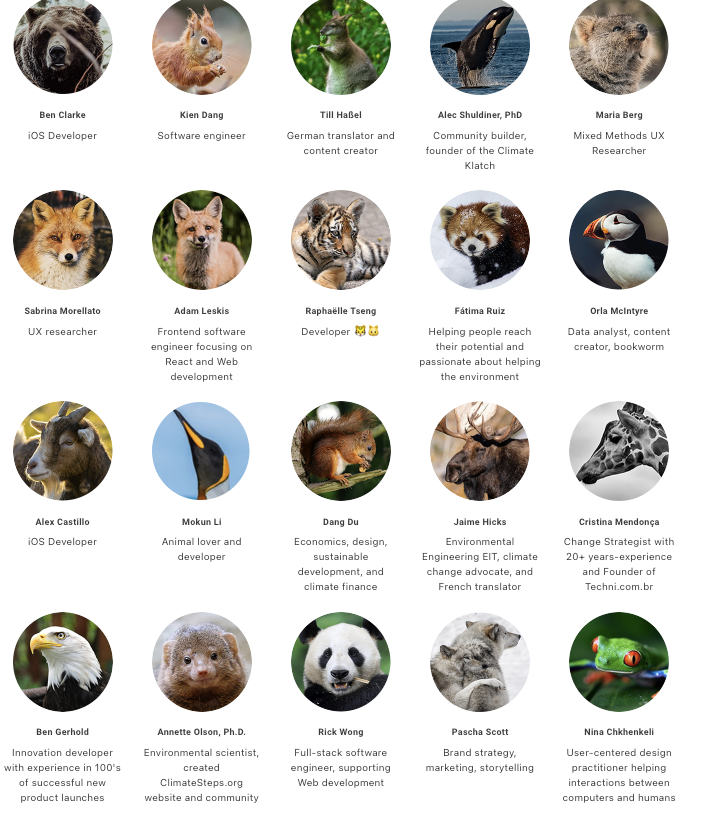 Ben Clarke
iOS Developer
Kien Dang
Software engineer
Till Haßel
German translator and
content creator
Alec Shuldiner, PhD
Community builder,
founder of the Climate
Klatch
Maria Berg
Mixed Methods UX
Researcher
Sabrina Morellato
UX researcher
Adam Leskis
Frontend software
engineer focusing on
React and Web
development
Raphaëlle Tseng
Developer 🐯🐱
Fátima Ruiz
Helping people reach
their potential and
passionate about helping
the environment
Orla McIntyre
Data analyst, content
creator, bookworm
Alex Castillo
iOS Developer
Mokun Li
Animal lover and
developer
Dang Du
Economics, design,
sustainable
development, and
climate finance
Jaime Hicks
Environmental
Engineering EIT, climate
change advocate, and
French translator
Cristina Mendonça
Change Strategist with
20+ years-experience
and Founder of
Techni.com.br
Ben Gerhold
Innovation developer
with experience in 100's
of successful new
product launches
Annette Olson, Ph.D.
Environmental scientist,
created
ClimateSteps.org
website and community
Rick Wong
Full-stack software
engineer, supporting
Web development
Pascha Scott
Brand strategy,
marketing, storytelling
Nina Chkhenkeli
User-centered design
practitioner helping
interactions between
computers and humans